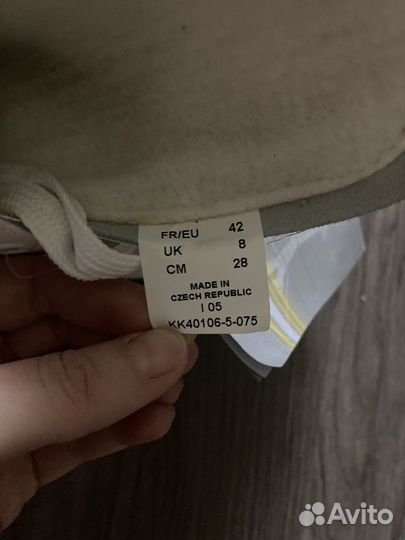 FR/EU 42
UK 8
CM 28
MADE IN
CZECH REPUBLIC
I 05
KK40106-5-075
Avito